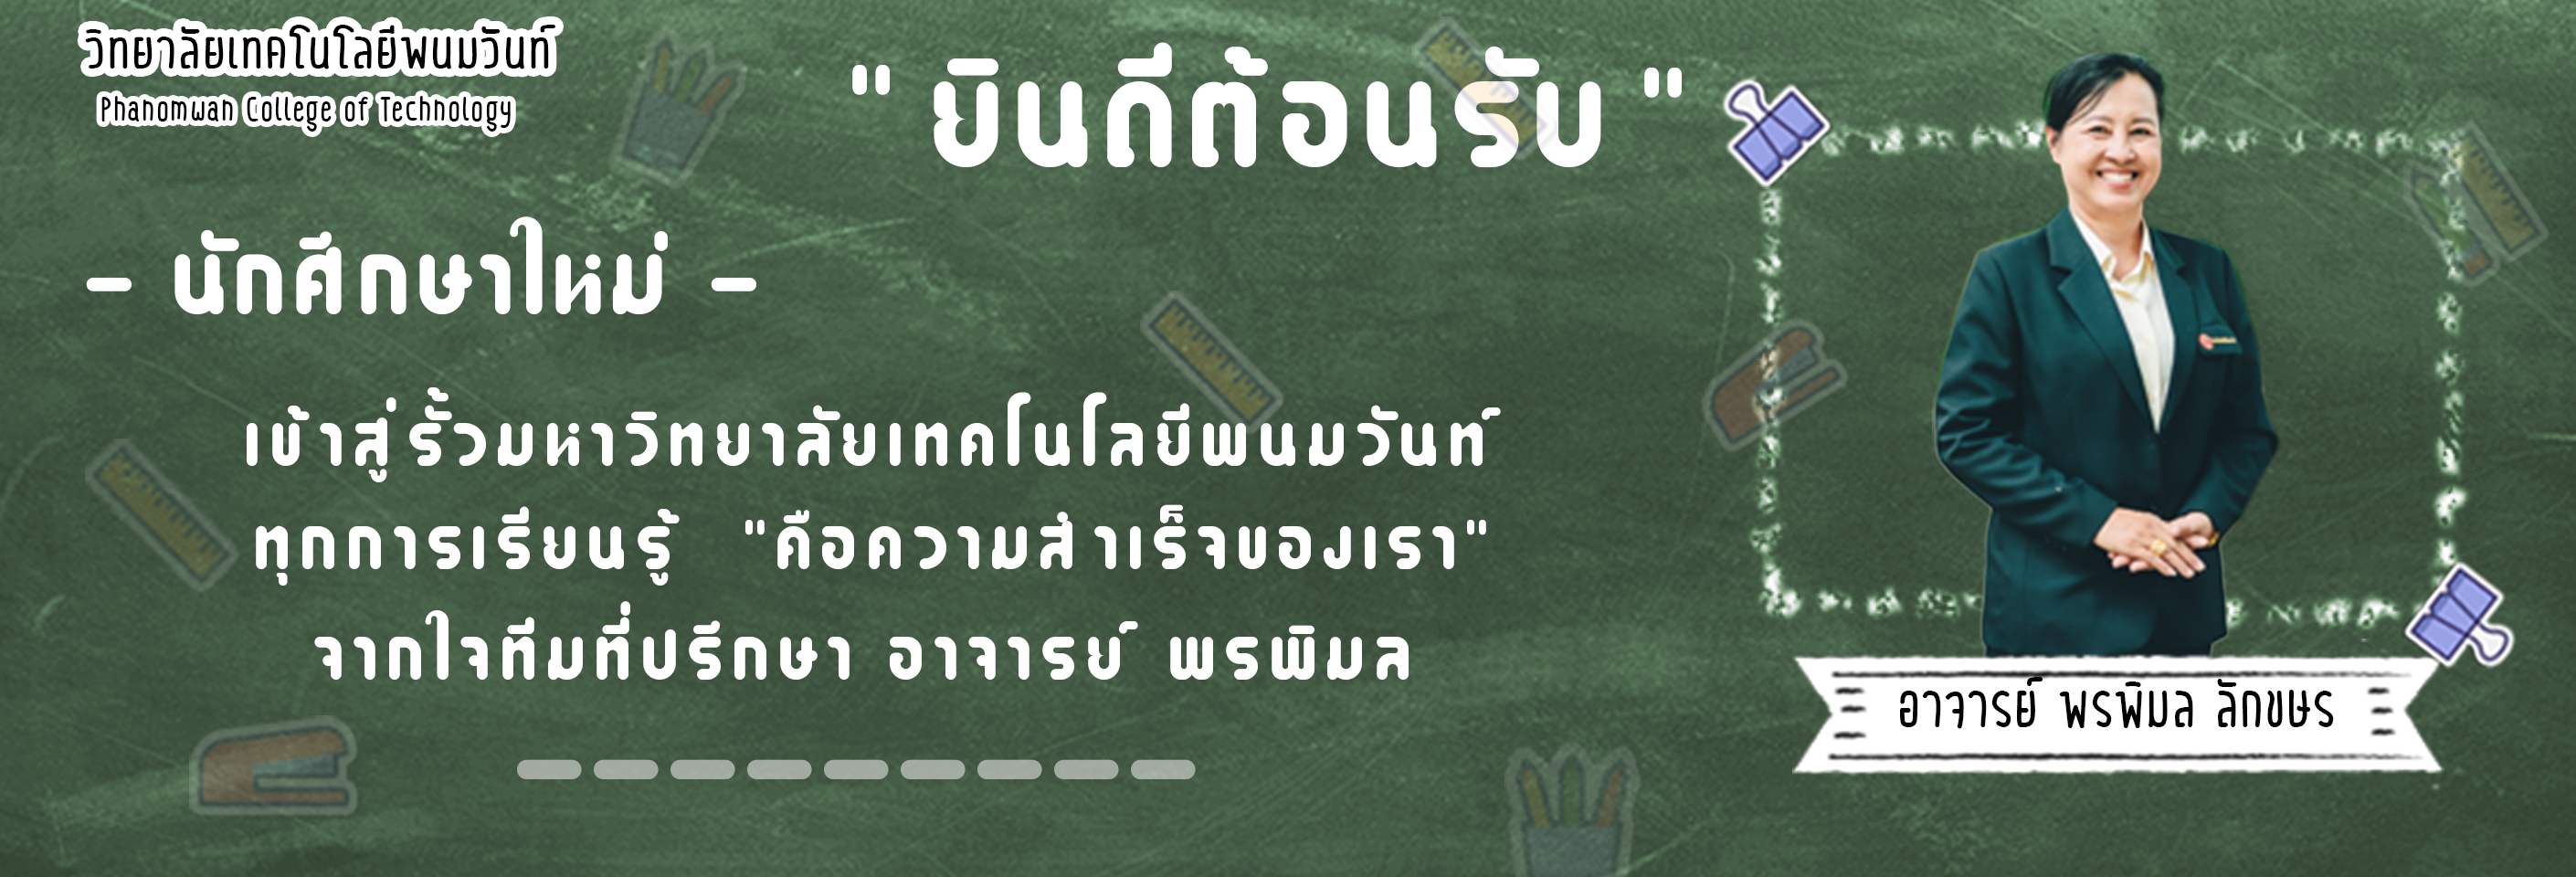 วิทยาลัยเทคโนโลยีพนมวันท์
Phanomwan College of Technology
" ยินดีต้อนรับ "
- นักศึกษาใหม่ -
เข้าสู่รั้วมหาวิทยาลัยเทคโนโลยีพนมวันท์
ทุกการเรียนรู้ "คือความสำเร็จของเรา"
จากใจทีมที่ปรึกษา อาจารย์ พรพิมล
อาจารย์ พรพิมล ลักขษร